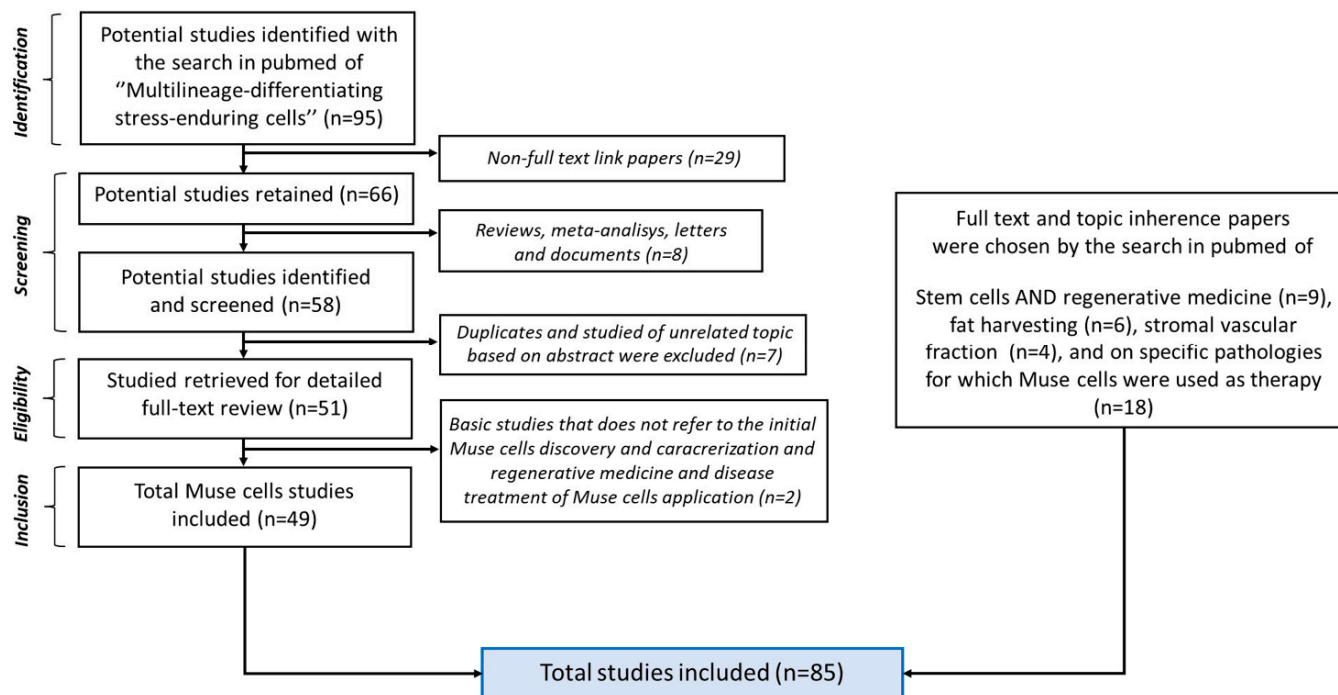 Identification
Potential studies identified with
the search in pubmed of
‘’Multilineage-differentiating
stress-enduring cells’’ (n=95)
Non-full text link papers (n=29)
Screening
Potential studies retained (n=66)
Reviews, meta-analisys, letters
and documents (n=8)
Potential studies identified
and screened (n=58)
Duplicates and studied of unrelated topic
based on abstract were excluded (n=7)
Eligibility
Studied retrieved for detailed
full-text review (n=51)
Basic studies that does not refer to the initial
Muse cells discovery and caracrerization and
regenerative medicine and disease
treatment of Muse cells application (n=2)
Inclusion
Total Muse cells studies
included (n=49)
Full text and topic inherence papers
were chosen by the search in pubmed of
Stem cells AND regenerative medicine (n=9),
fat harvesting (n=6), stromal vascular
fraction (n=4), and on specific pathologies
for which Muse cells were used as therapy
(n=18)
Total studies included (n=85)